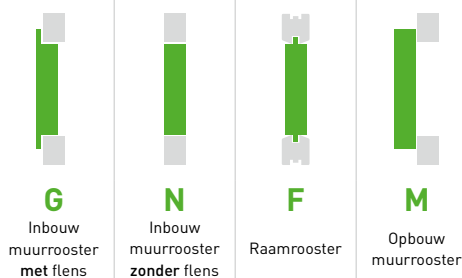 G
Inbouw
muurrooster
met flens
N
Inbouw
muurrooster
zonder flens
F
Raamrooster
M
Opbouw
muurrooster